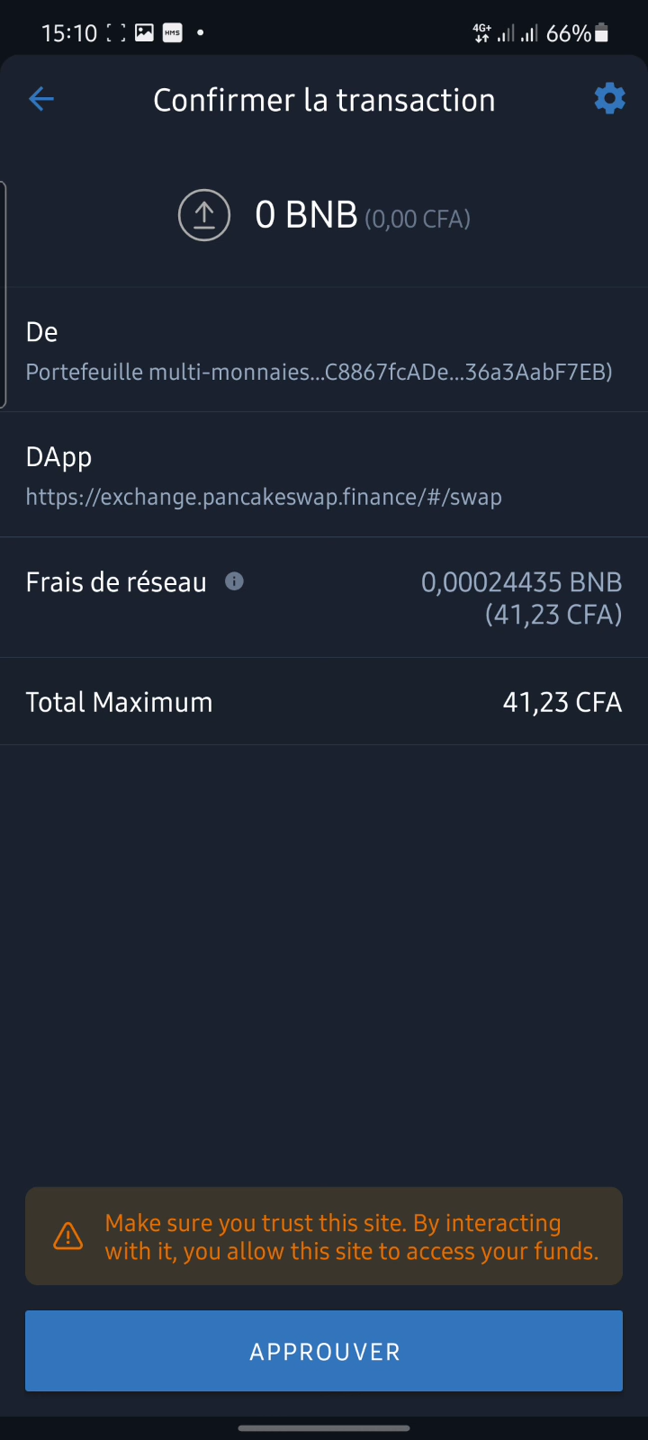 15:10 HMS 4G+ 66%
Confirmer la transaction
0 BNB (0,00 CFA)
De
Portefeuille multi-monnaies...C8867fcADe...36a3AabF7EB)
DApp
https://exchange.pancakeswap.finance/#/swap
Frais de réseau 0,00024435 BNB
(41,23 CFA)
Total Maximum 41,23 CFA
Make sure you trust this site. By interacting
with it, you allow this site to access your funds.
APPROUVER